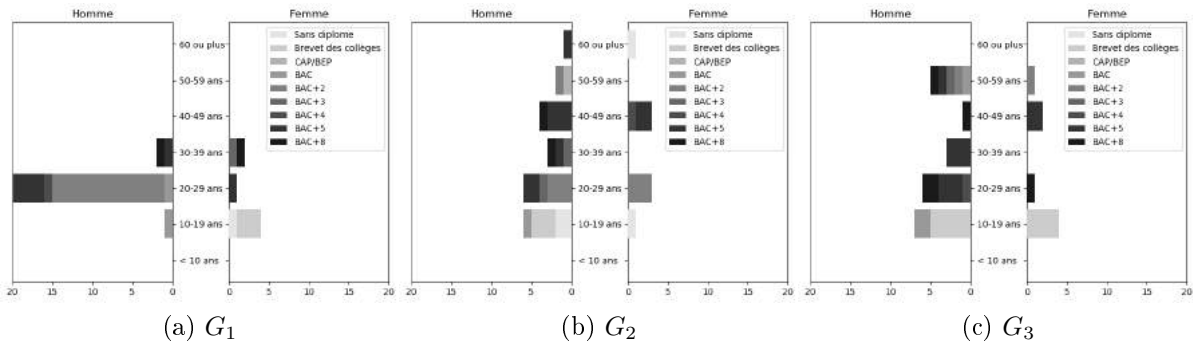 Homme Femme
60 ou plus
50-59 ans
40-49 ans
30-39 ans
20-29 ans
10-19 ans
< 10 ans
Sans diplome
Brevet des collèges
CAP/BEP
BAC
BAC+2
BAC+3
BAC+4
BAC+5
BAC+8
20 15 10 5 0 0 5 10 15 20
(a) G1
Homme Femme
60 ou plus
50-59 ans
40-49 ans
30-39 ans
20-29 ans
10-19 ans
< 10 ans
Sans diplome
Brevet des collèges
CAP/BEP
BAC
BAC+2
BAC+3
BAC+4
BAC+5
BAC+8
20 15 10 5 0 0 5 10 15 20
(b) G2
Homme Femme
60 ou plus
50-59 ans
40-49 ans
30-39 ans
20-29 ans
10-19 ans
< 10 ans
Sans diplome
Brevet des collèges
CAP/BEP
BAC
BAC+2
BAC+3
BAC+4
BAC+5
BAC+8
20 15 10 5 0 0 5 10 15 20
(c) G3